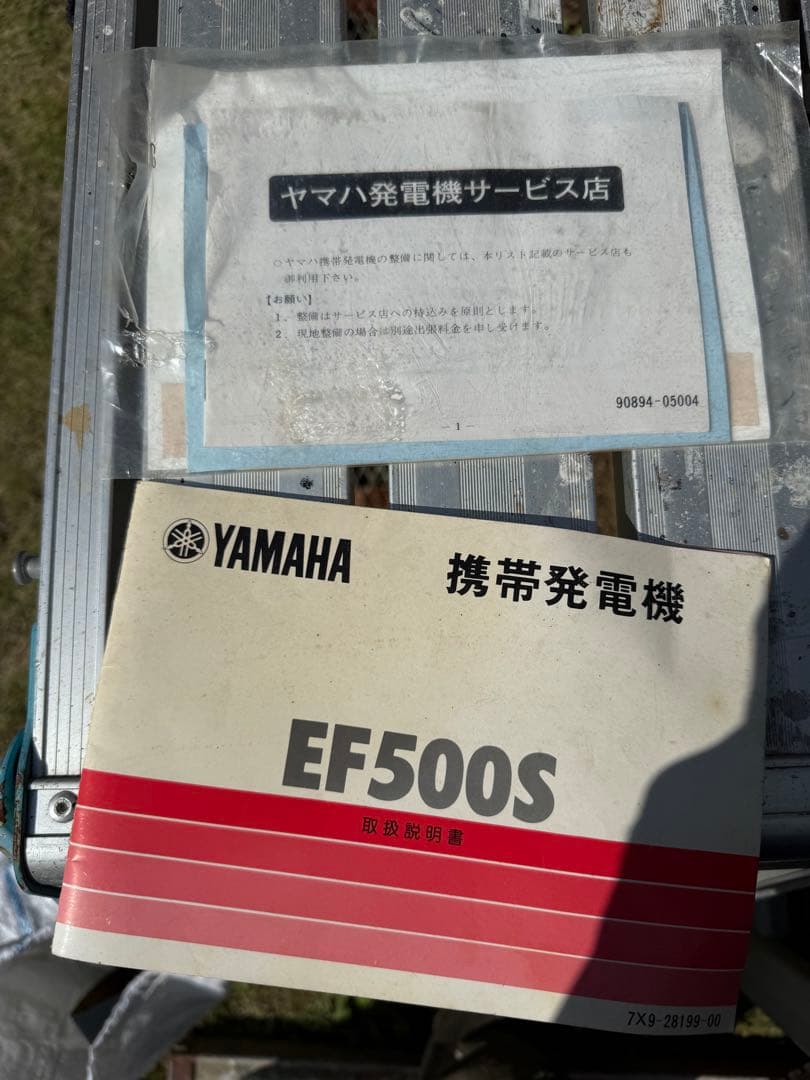 ヤマハ発電機サービス店
○ヤマハ携帯発電機の整備に関しては、本リスト記載のサービス店も
御利用下さい。
【お願い】
1．整備はサービス店への持込みを原則とします。
2．現地整備の場合は別途出張料金を申し受けます。
90894-05004
― 1 ―
YAMAHA 携帯発電機
EF500S
取扱説明書
7X9-28199-00